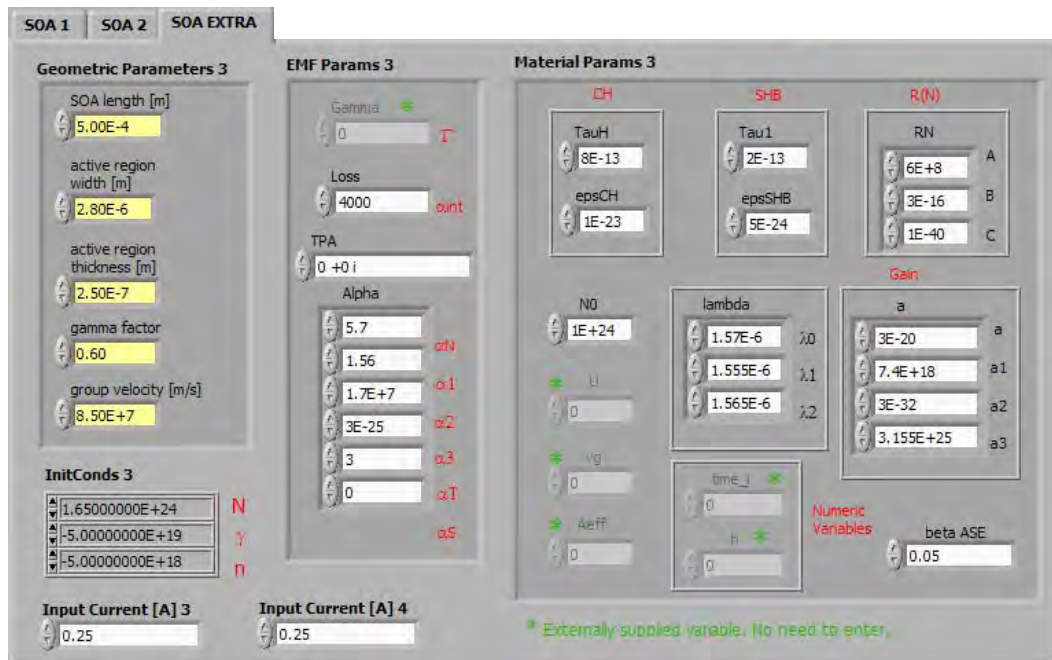 SOA 1 SOA 2 SOA EXTRA
Geometric Parameters 3
SOA length [m]
5.00E-4
active region
width [m]
2.80E-6
active region
thickness [m]
2.50E-7
gamma factor
0.60
group velocity [m/s]
8.50E+7
InitConds 3
1.65000000E+24 N
-5.00000000E+19 γ
-5.00000000E+18 n
Input Current [A] 3
0.25
Input Current [A] 4
0.25
EMF Params 3
Gamma *
0 Γ
Loss
4000 αint
TPA
0 +0 i
Alpha
5.7
αN
1.56
α1
1.7E+7
α2
3E-25
α3
3
αT
0
αS
Material Params 3
CH
TauH
8E-13
epsCH
1E-23
SHB
Tau1
2E-13
epsSHB
5E-24
R(N)
RN
6E+8 A
3E-16 B
1E-40 C
N0
1E+24
lambda
1.57E-6 λ0
1.555E-6 λ1
1.565E-6 λ2
Gain
a
3E-20 a
7.4E+18 a1
3E-32 a2
3.155E+25 a3
*
0
* vg
0
* Aeff
0
time_i *
0
h *
0
Numeric
Variables
beta ASE
0.05
* Externally supplied variable. No need to enter.